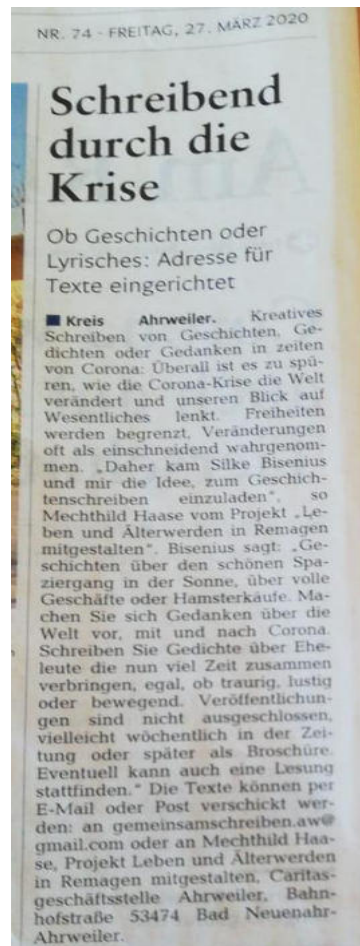 NR. 74 - FREITAG, 27. MÄRZ 2020
Schreibend
durch die
Krise
Ob Geschichten oder
Lyrisches: Adresse für
Texte eingerichtet
■ Kreis Ahrweiler. Kreatives
Schreiben von Geschichten, Ge-
dichten oder Gedanken in zeiten
von Corona: Überall ist es zu spü-
ren, wie die Corona-Krise die Welt
verändert und unseren Blick auf
Wesentliches lenkt. Freiheiten
werden begrenzt, Veränderungen
oft als einschneidend wahrgenom-
men. „Daher kam Silke Bisenius
und mir die Idee, zum Geschich-
tenschreiben einzuladen", so
Mechthild Haase vom Projekt „Le-
ben und Älterwerden in Remagen
mitgestalten". Bisenius sagt: „Ge-
schichten über den schönen Spa-
ziergang in der Sonne, über volle
Geschäfte oder Hamsterkäufe. Ma-
chen Sie sich Gedanken über die
Welt vor, mit und nach Corona.
Schreiben Sie Gedichte über Ehe-
leute die nun viel Zeit zusammen
verbringen, egal, ob traurig, lustig
oder bewegend. Veröffentlichun-
gen sind nicht ausgeschlossen,
vielleicht wöchentlich in der Zei-
tung oder später als Broschüre.
Eventuell kann auch eine Lesung
stattfinden." Die Texte können per
E-Mail oder Post verschickt wer-
den: an gemeinsamschreiben.aw@
gmail.com oder an Mechthild Haa-
se, Projekt Leben und Älterwerden
in Remagen mitgestalten, Caritas-
geschäftsstelle Ahrweiler, Bahn-
hofstraße 53474 Bad Neuenahr-
Ahrweiler.